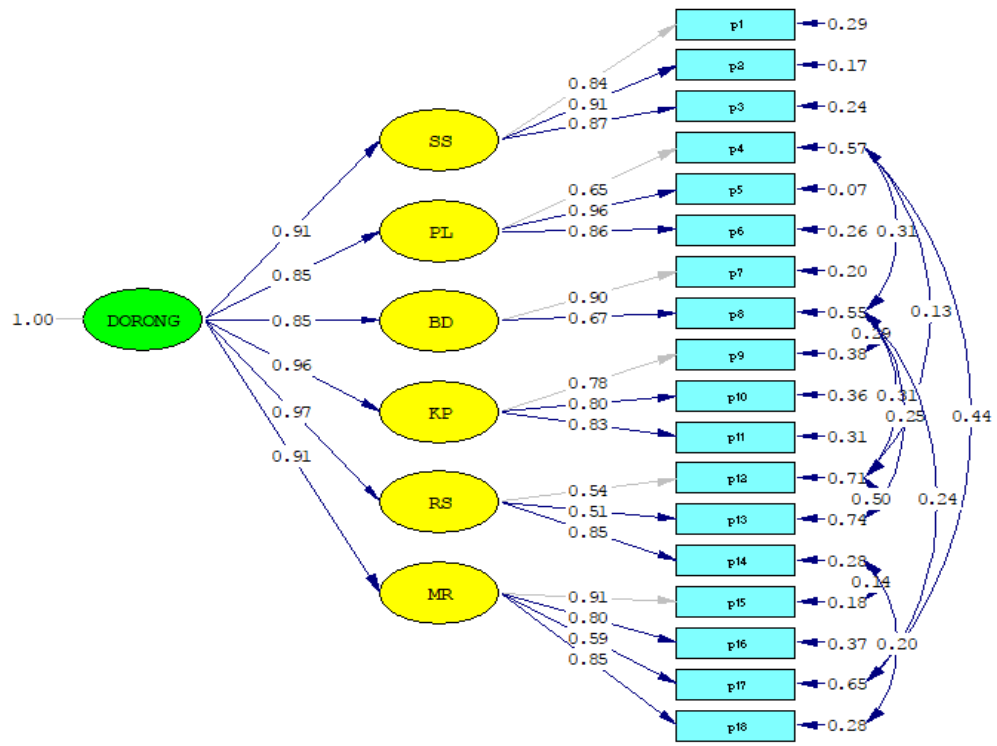 p1
0.29
p2
0.17
0.84
0.91
p3
0.24
0.87
SS
p4
0.57
0.65
p5
0.07
0.96
0.91
PL
0.86
p6
0.26
0.31
0.85
p7
0.20
0.90
1.00
DORONG
0.85
BD
0.67
p8
0.55
0.13
p9
0.38
0.96
0.78
KP
0.80
p10
0.36
0.31
0.97
0.83
0.25
0.44
p11
0.31
0.91
p12
0.71
0.54
RS
0.51
0.50
0.24
p13
0.74
0.85
p14
0.28
0.14
MR
0.91
p15
0.18
0.80
0.59
p16
0.37
0.20
0.85
p17
0.65
p18
0.28